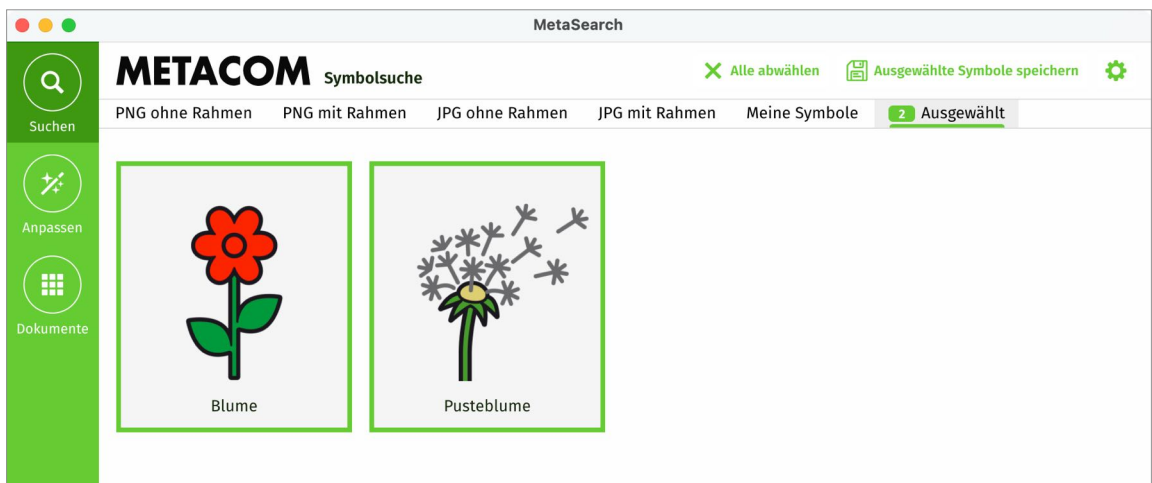 MetaSearch
METACOM Symbolsuche
Alle abwählen
Ausgewählte Symbole speichern
PNG ohne Rahmen
PNG mit Rahmen
JPG ohne Rahmen
JPG mit Rahmen
Meine Symbole
2 Ausgewählt
Suchen
Anpassen
Dokumente
Blume
Pusteblume